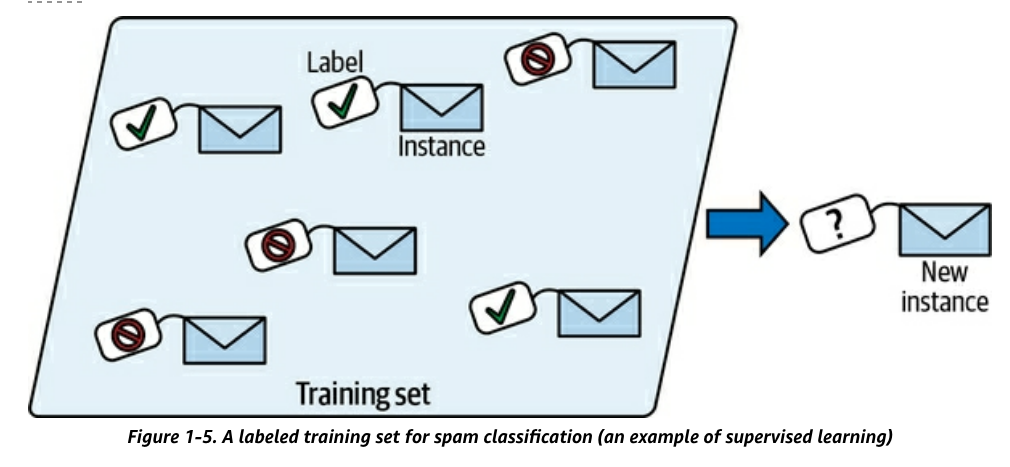 Label
Instance
?
New
instance
Training set
Figure 1-5. A labeled training set for spam classification (an example of supervised learning)